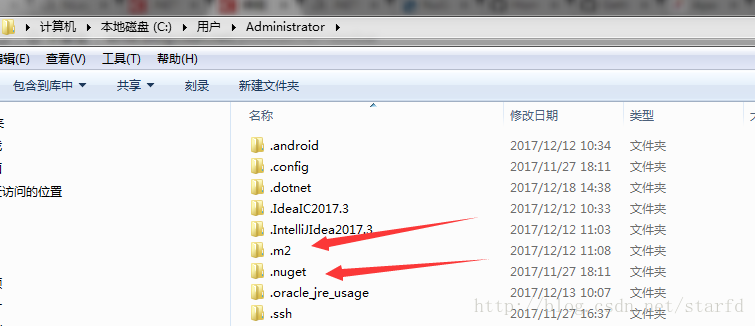 计算机 ▸ 本地磁盘 (C:) ▸ 用户 ▸ Administrator ▸
编辑(E) 查看(V) 工具(T) 帮助(H)
包含到库中 共享 刻录 新建文件夹
名称 修改日期 类型
.android 2017/12/12 10:34 文件夹
.config 2017/11/27 18:11 文件夹
.dotnet 2017/12/18 14:38 文件夹
.IdeaIC2017.3 2017/12/12 10:33 文件夹
.IntelliJIdea2017.3 2017/12/12 11:03 文件夹
.m2 2017/12/12 11:08 文件夹
.nuget 2017/11/27 18:11 文件夹
.oracle_jre_usage 2017/12/13 10:07 文件夹
.ssh 2017/11/27 16:37 文件夹
访问的位置
http://blog.csdn.net/starfd